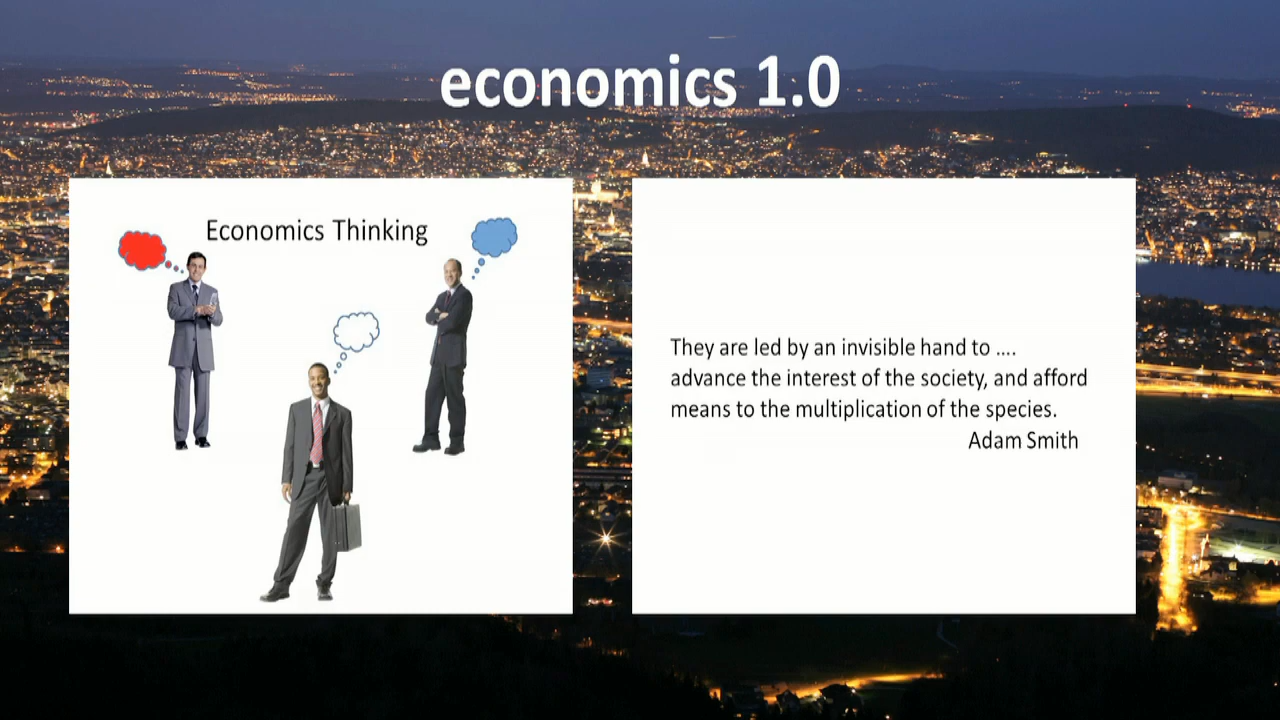 economics 1.0
Economics Thinking
They are led by an invisible hand to ....
advance the interest of the society, and afford
means to the multiplication of the species.
Adam Smith